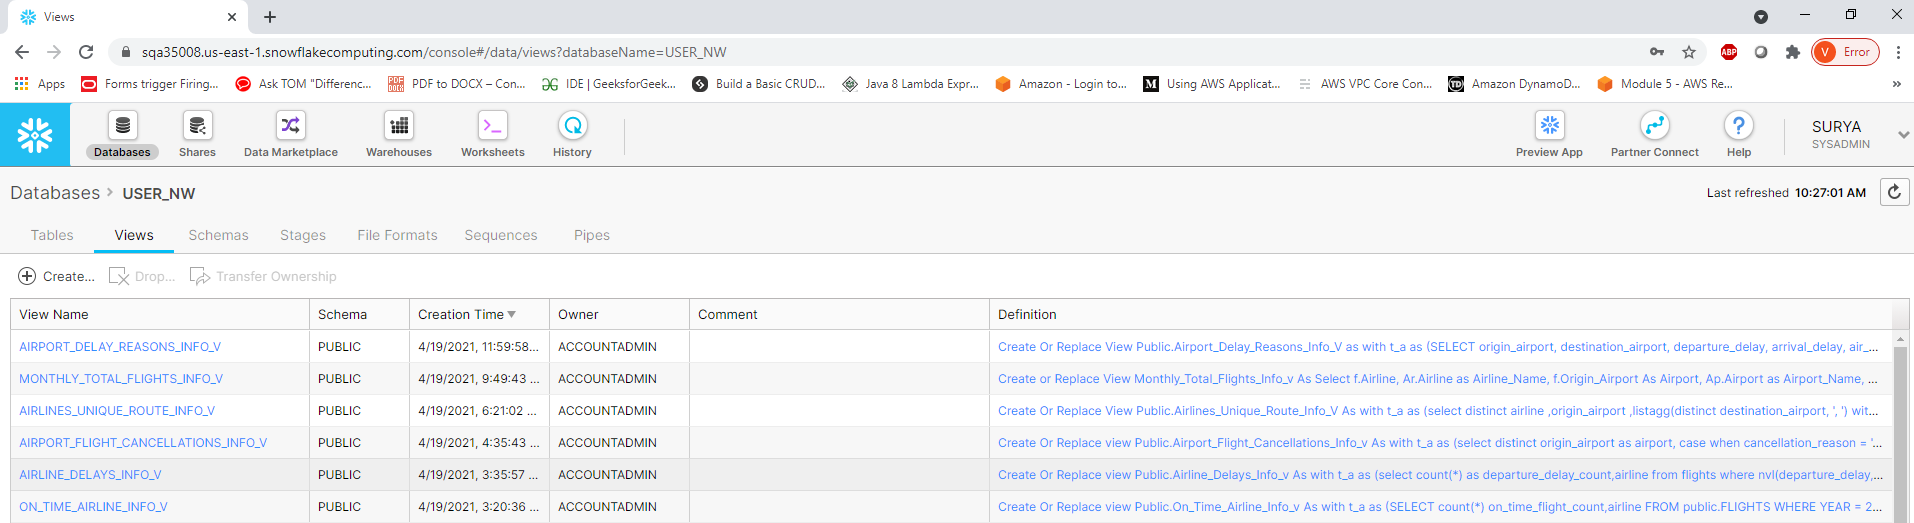 Views
sqa35008.us-east-1.snowflakecomputing.com/console#/data/views?databaseName=USER_NW
ABP
V Error
Apps Forms trigger Firing... Ask TOM "Differenc... PDF to DOCX – Con... IDE | GeeksforGeek... Build a Basic CRUD... Java 8 Lambda Expr... Amazon - Login to... Using AWS Applicat... AWS VPC Core Con... Amazon DynamoD... Module 5 - AWS Re... »
Databases Shares Data Marketplace Warehouses Worksheets History Preview App Partner Connect Help
SURYA
SYSADMIN
Databases > USER_NW
Last refreshed 10:27:01 AM
Tables Views Schemas Stages File Formats Sequences Pipes
Create... Drop... Transfer Ownership
View Name Schema Creation Time Owner Comment Definition
AIRPORT_DELAY_REASONS_INFO_V PUBLIC 4/19/2021, 11:59:58... ACCOUNTADMIN Create Or Replace View Public.Airport_Delay_Reasons_Info_V as with t_a as (SELECT origin_airport, destination_airport, departure_delay, arrival_delay, air_...
MONTHLY_TOTAL_FLIGHTS_INFO_V PUBLIC 4/19/2021, 9:49:43 ... ACCOUNTADMIN Create or Replace View Monthly_Total_Flights_Info_v As Select f.Airline, Ar.Airline as Airline_Name, f.Origin_Airport As Airport, Ap.Airport as Airport_Name, ...
AIRLINES_UNIQUE_ROUTE_INFO_V PUBLIC 4/19/2021, 6:21:02 ... ACCOUNTADMIN Create Or Replace View Public.Airlines_Unique_Route_Info_V As with t_a as (select distinct airline ,origin_airport ,listagg(distinct destination_airport, ', ') wit...
AIRPORT_FLIGHT_CANCELLATIONS_INFO_V PUBLIC 4/19/2021, 4:35:43 ... ACCOUNTADMIN Create Or Replace view Public.Airport_Flight_Cancellations_Info_v As with t_a as (select distinct origin_airport as airport, case when cancellation_reason = '...
AIRLINE_DELAYS_INFO_V PUBLIC 4/19/2021, 3:35:57 ... ACCOUNTADMIN Create Or Replace view Public.Airline_Delays_Info_v As with t_a as (select count(*) as departure_delay_count,airline from flights where nvl(departure_delay,...
ON_TIME_AIRLINE_INFO_V PUBLIC 4/19/2021, 3:20:36 ... ACCOUNTADMIN Create Or Replace view Public.On_Time_Airline_Info_v As with t_a as (SELECT count(*) on_time_flight_count,airline FROM public.FLIGHTS WHERE YEAR = 2...